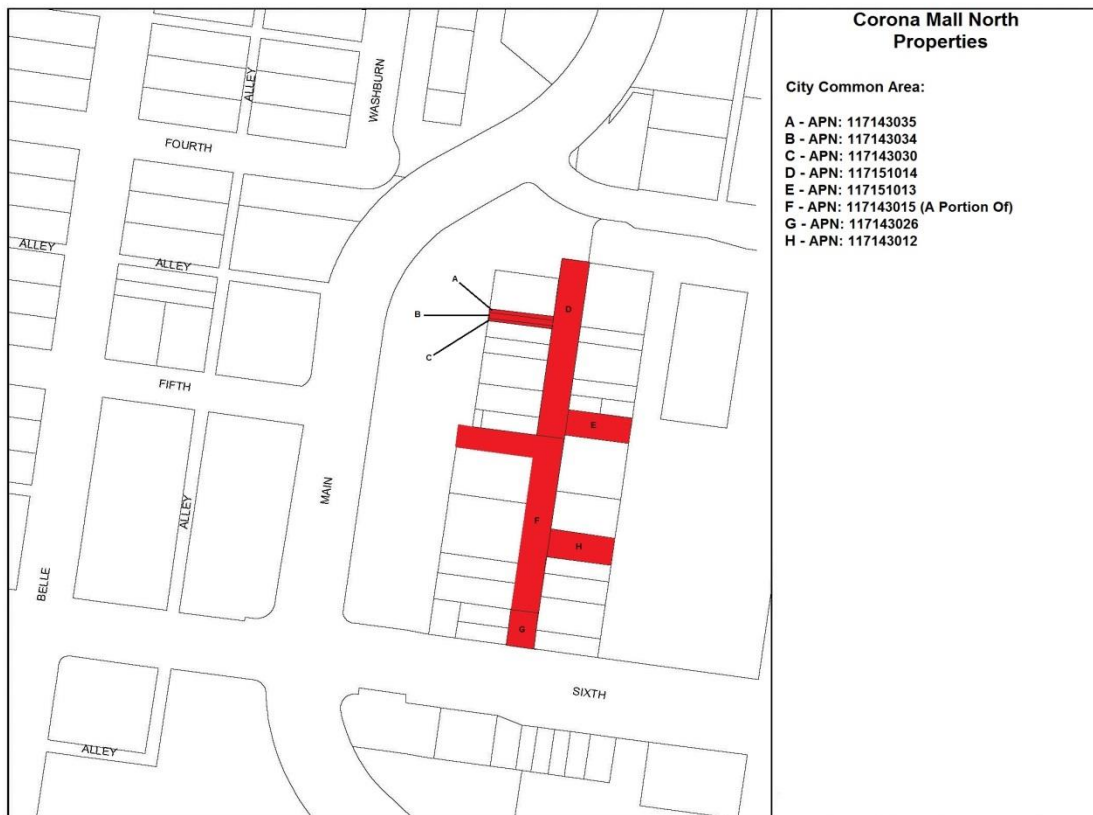 Corona Mall North
Properties
City Common Area:
A - APN: 117143035
B - APN: 117143034
C - APN: 117143030
D - APN: 117151014
E - APN: 117151013
F - APN: 117143015 (A Portion Of)
G - APN: 117143026
H - APN: 117143012
ALLEY
WASHBURN
FOURTH
ALLEY
ALLEY
A
B
C
D
FIFTH
E
MAIN
ALLEY
F
H
BELLE
G
SIXTH
ALLEY